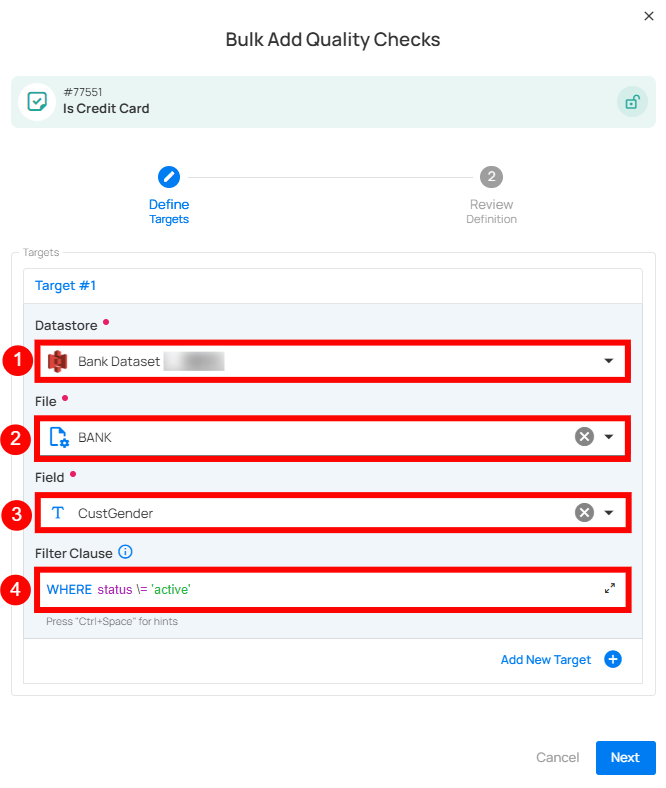 Bulk Add Quality Checks
#77551
Is Credit Card
2
Define
Targets
Review
Definition
Targets
Target #1
Datastore
1
Bank Dataset
File
2
BANK
Field
3
T CustGender
Filter Clause
4
WHERE status \= 'active'
Press "Ctrl+Space" for hints
Add New Target
Cancel
Next